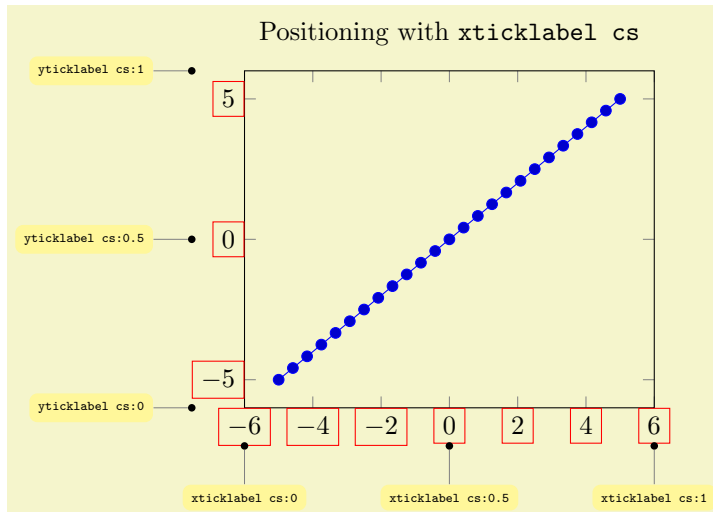 Positioning with xticklabel cs
yticklabel cs:1
5
yticklabel cs:0.5
0
−5
yticklabel cs:0
−6 −4 −2 0 2 4 6
xticklabel cs:0 xticklabel cs:0.5 xticklabel cs:1